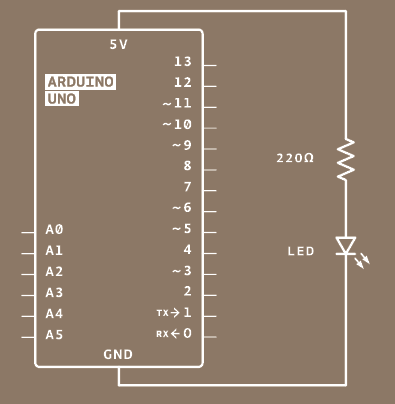 5V
ARDUINO
UNO
13
12
~11
~10
~9
8
7
~6
~5
4
~3
2
TX→1
RX←0
A0
A1
A2
A3
A4
A5
GND
220Ω
LED